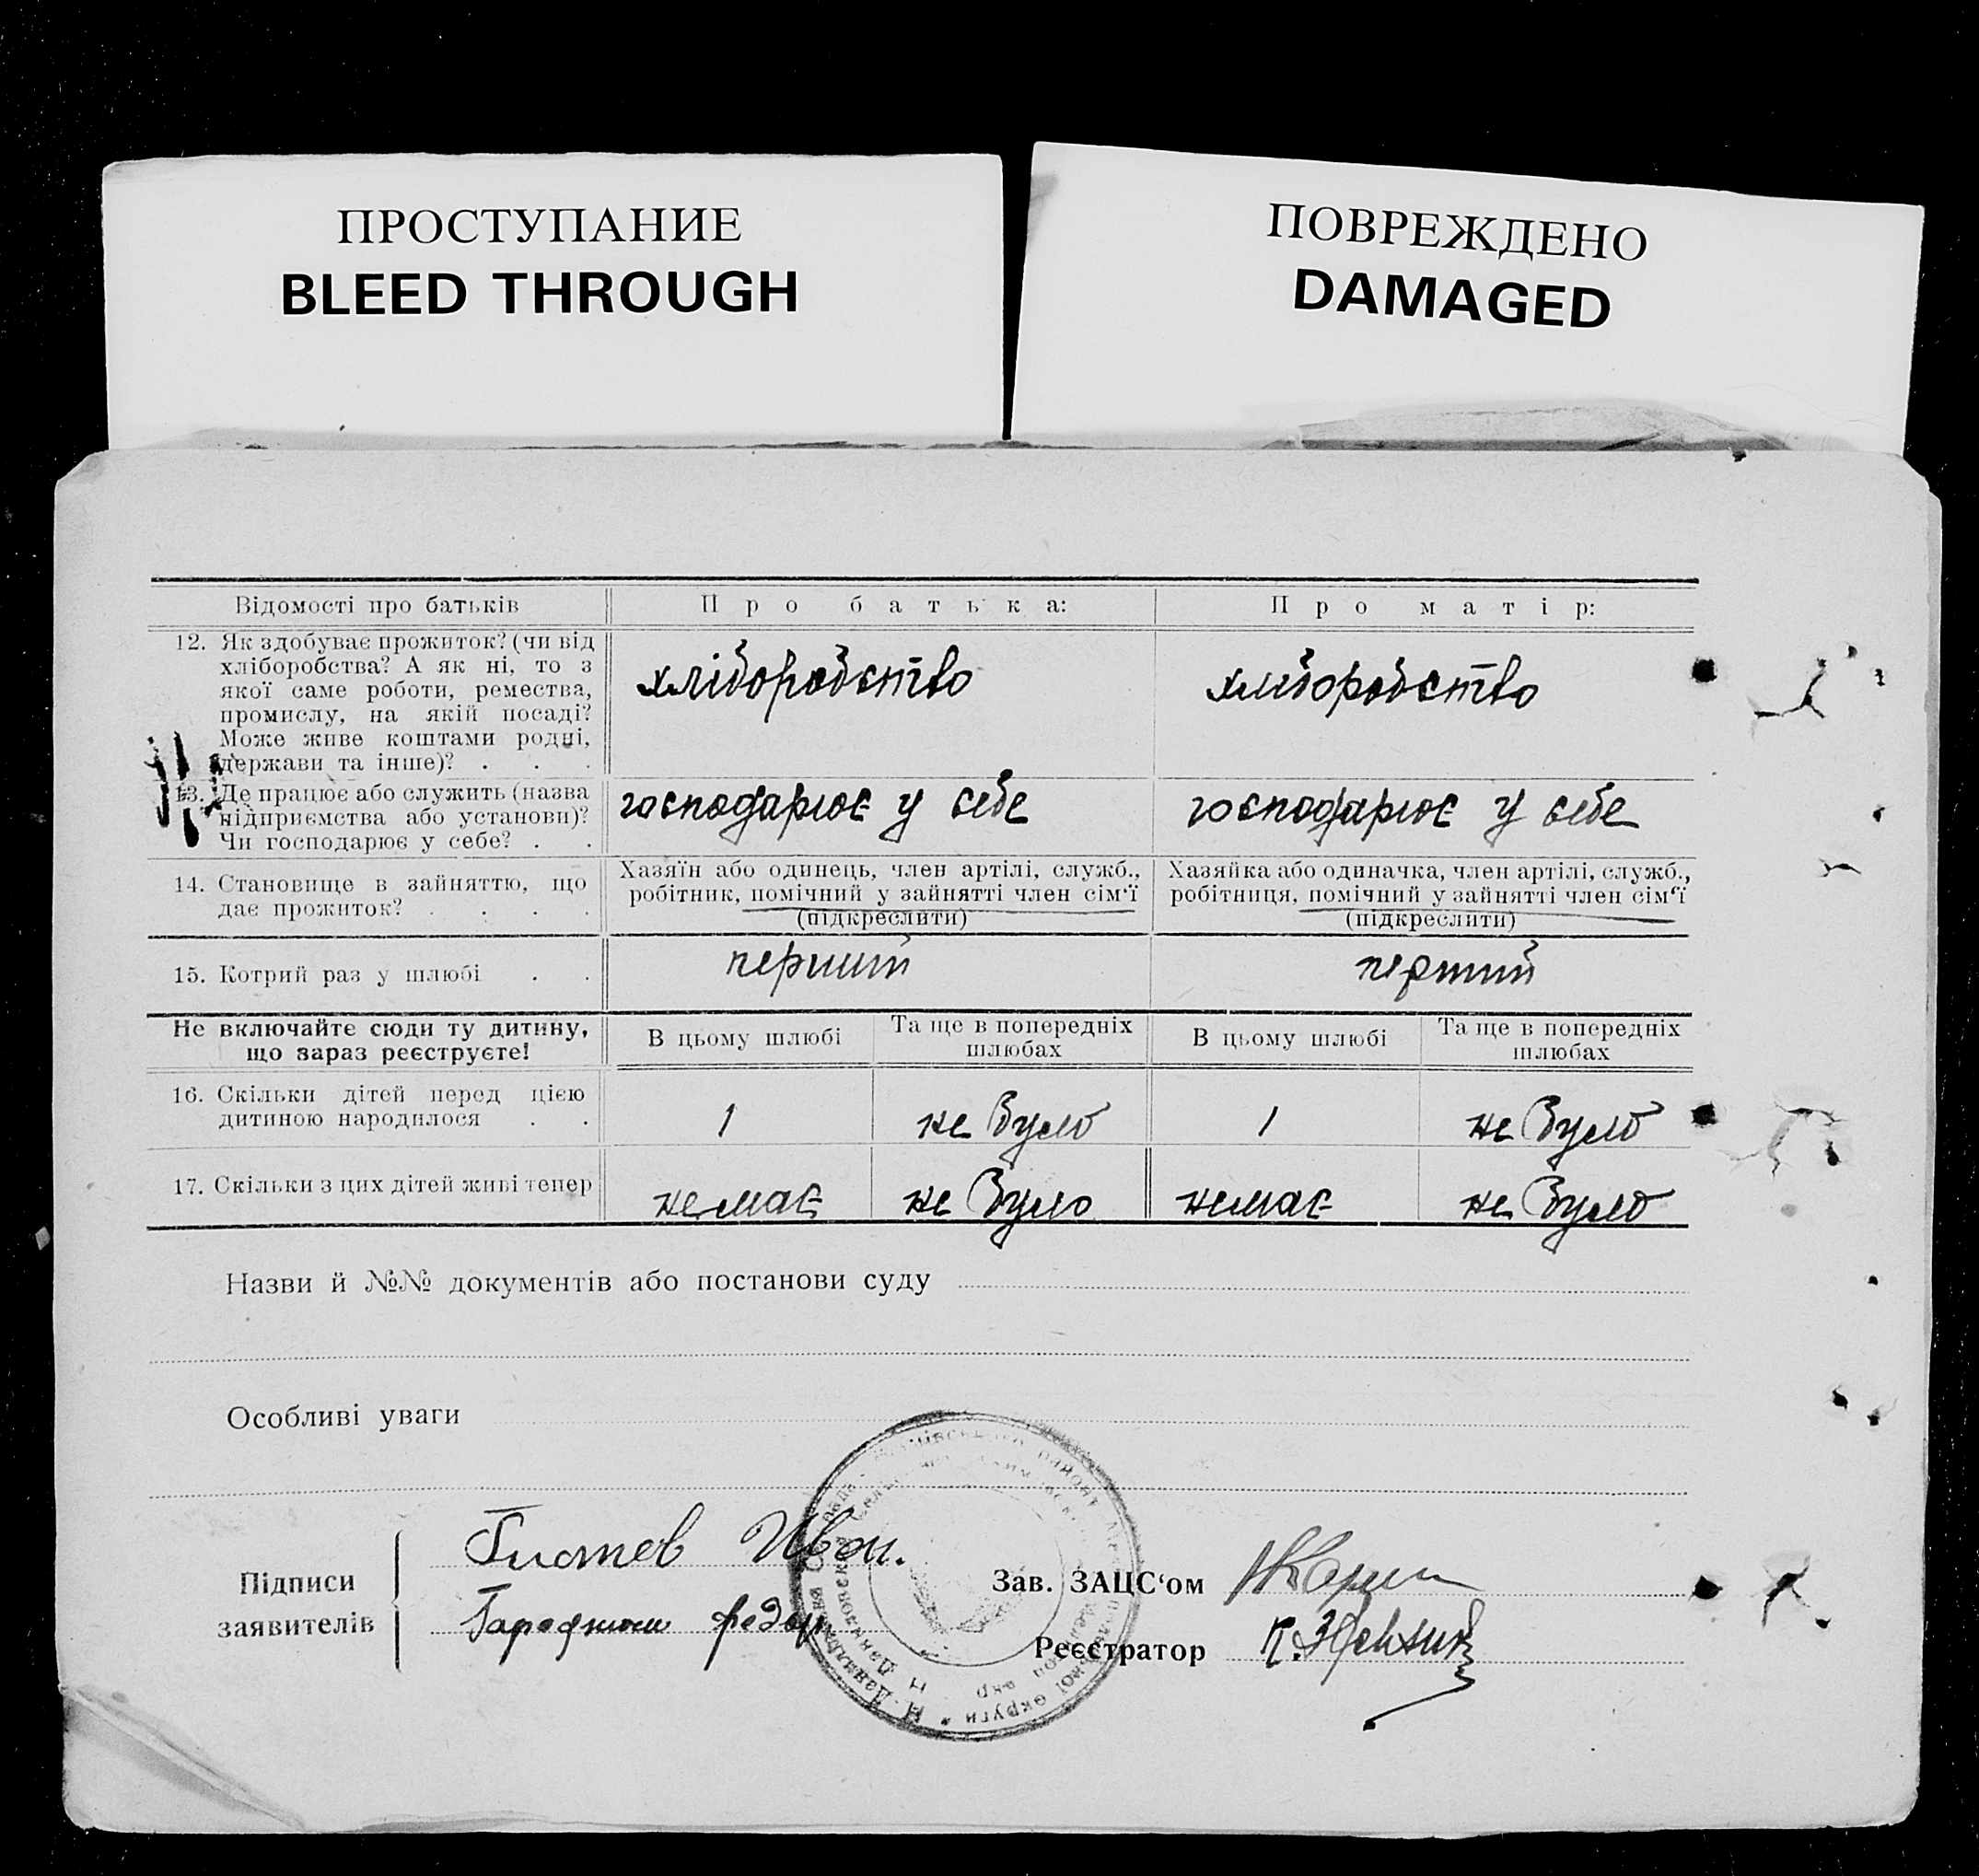 ПРОСТУПАНИЕ
BLEED THROUGH
ПОВРЕЖДЕНО
DAMAGED
Відомості про батьків
Про батька:
Про матір:
12. Як здобуває прожиток? (чи від
хліборобства? А як ні, то з
якої саме роботи, ремества,
промислу, на якій посаді?
Може живе коштами родні,
держави та інше)? . . .
хліборобство
хліборобство
13. Де працює або служить (назва
підприємства або установи)?
Чи господарює у себе? . .
господарює у себе
господарює у себе
14. Становище в зайняттю, що
дає прожиток? . . . .
Хазяїн або одинець, член артілі, служб.,
робітник, помічний у зайнятті член сім'ї
(підкреслити)
Хазяйка або одиначка, член артілі, служб.,
робітниця, помічний у зайнятті член сім'ї
(підкреслити)
15. Котрий раз у шлюбі . .
перший
перший
Не включайте сюди ту дитину,
що зараз реєструєте!
В цьому шлюбі
Та ще в попередніх
шлюбах
В цьому шлюбі
Та ще в попередніх
шлюбах
16. Скільки дітей перед цією
дитиною народилося . .
1
не було
1
не було
17. Скільки з цих дітей живі тепер
немає
не було
немає
не було
Назви й №№ документів або постанови суду
Особливі уваги
Підписи
заявителів
Иван.
федор
Зав. ЗАЦС'ом
Реєстратор
району
округи